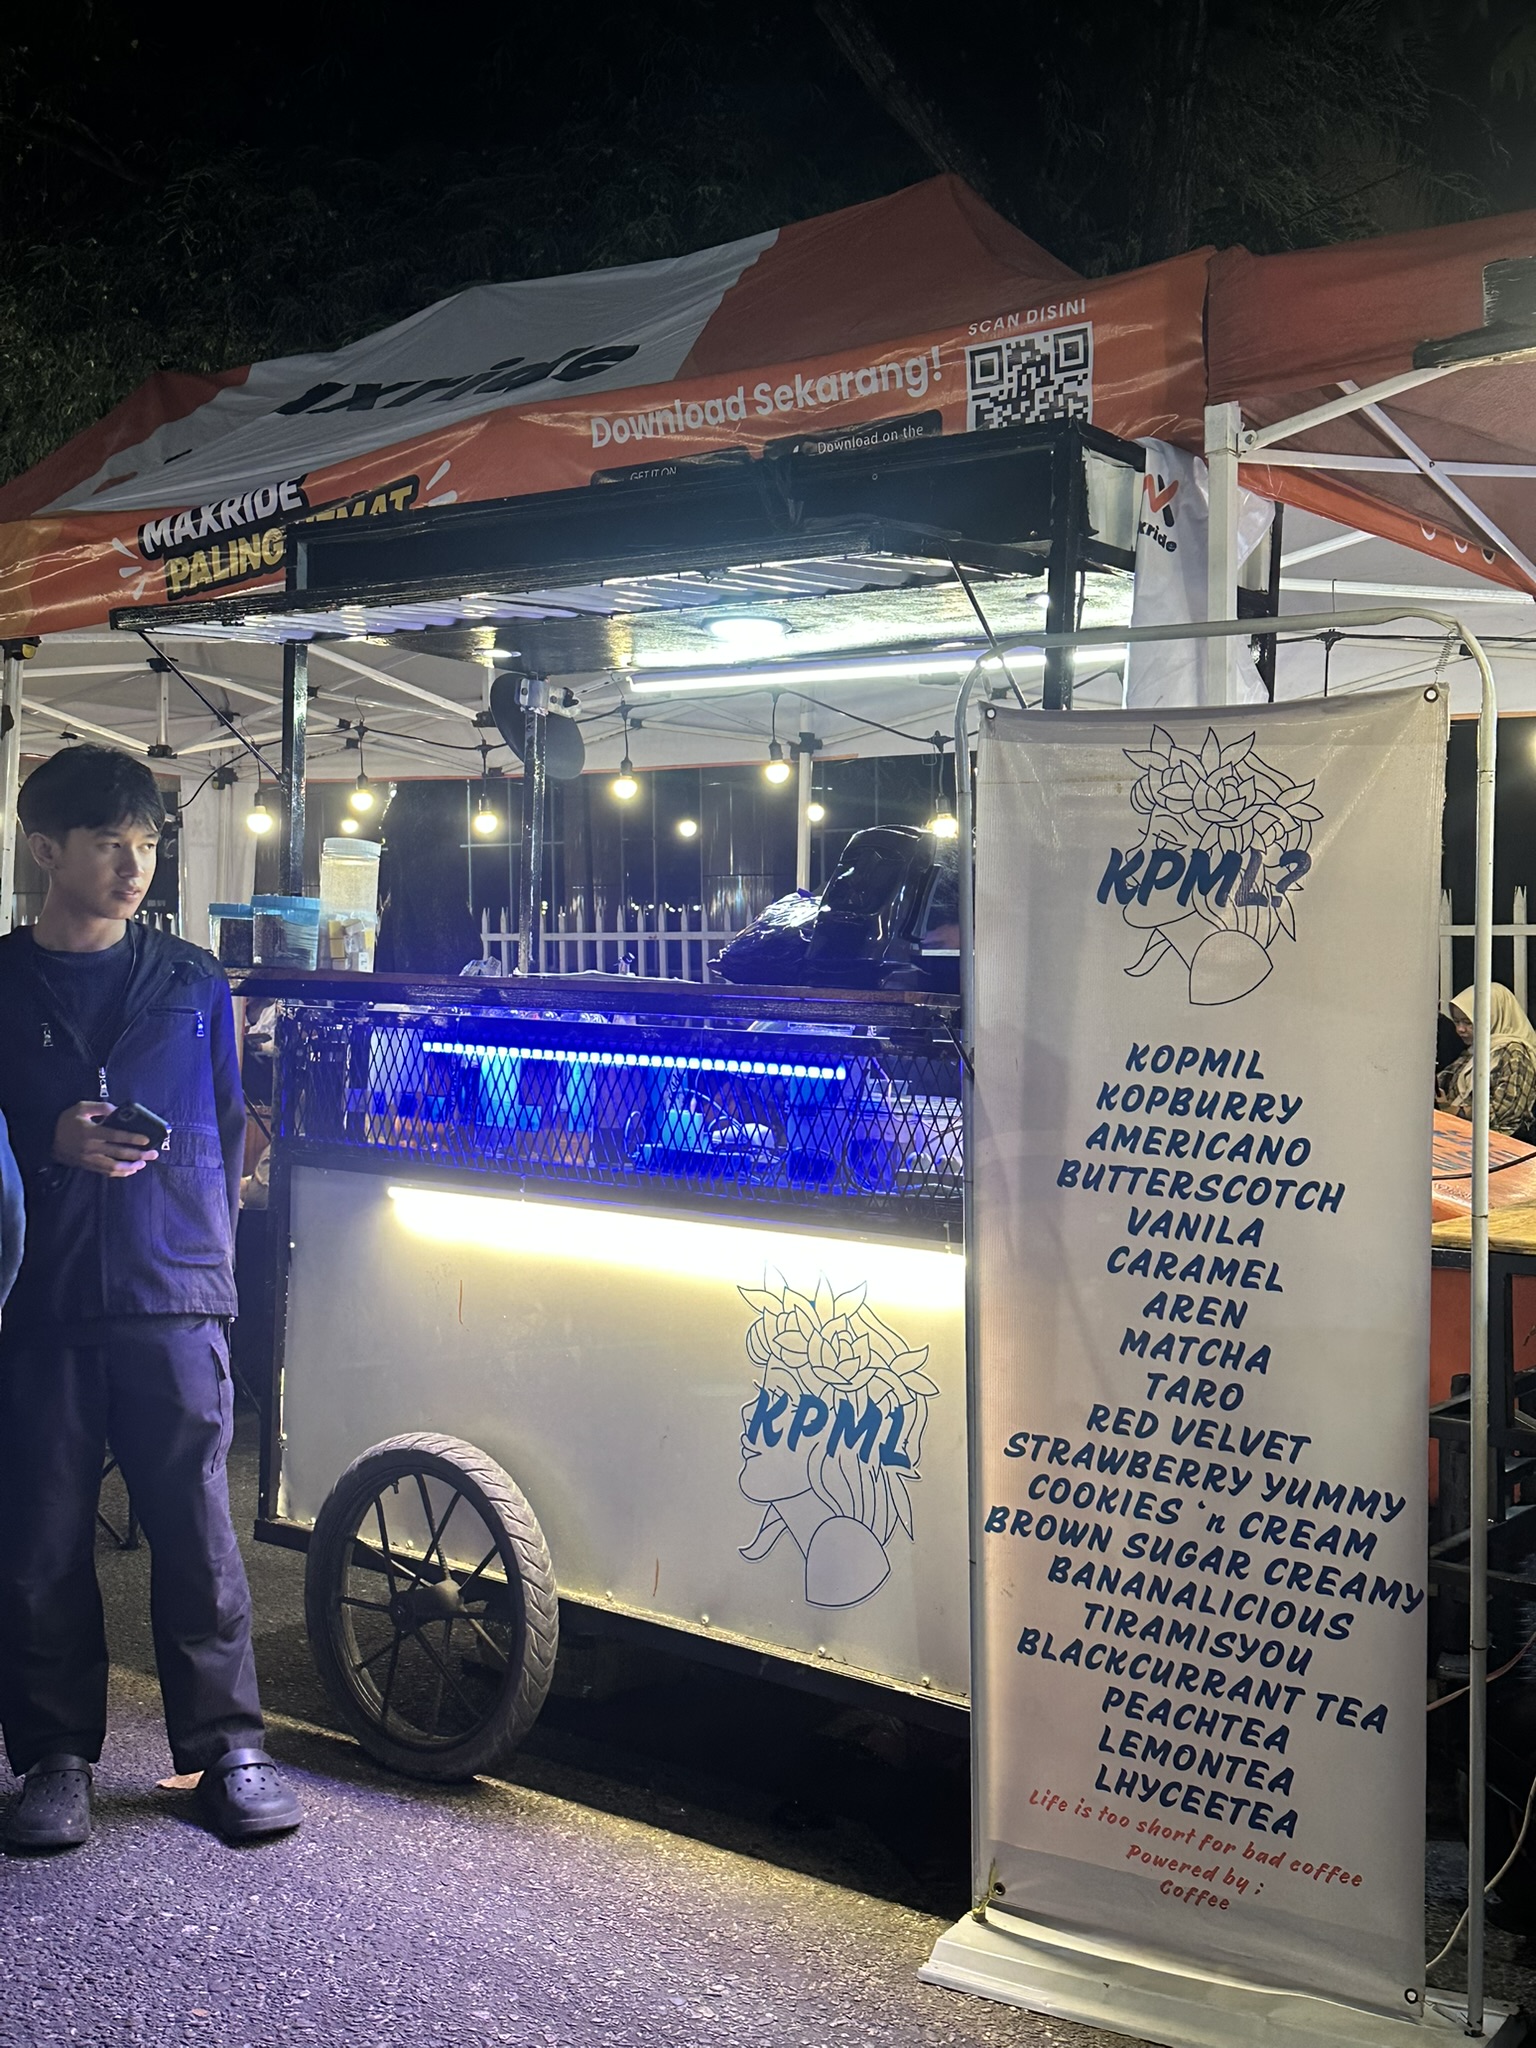 SCAN DISINI
axride
Download Sekarang!
Download on the
GET IT ON
MAXRIDE
PALING HEMAT
xride
KPML?
KOPMIL
KOPBURRY
AMERICANO
BUTTERSCOTCH
VANILA
CARAMEL
AREN
MATCHA
TARO
RED VELVET
STRAWBERRY YUMMY
COOKIES 'n CREAM
BROWN SUGAR CREAMY
BANANALICIOUS
TIRAMISYOU
BLACKCURRANT TEA
PEACHTEA
LEMONTEA
LHYCEETEA
Life is too short for bad coffee
Powered by ;
Coffee
KPML